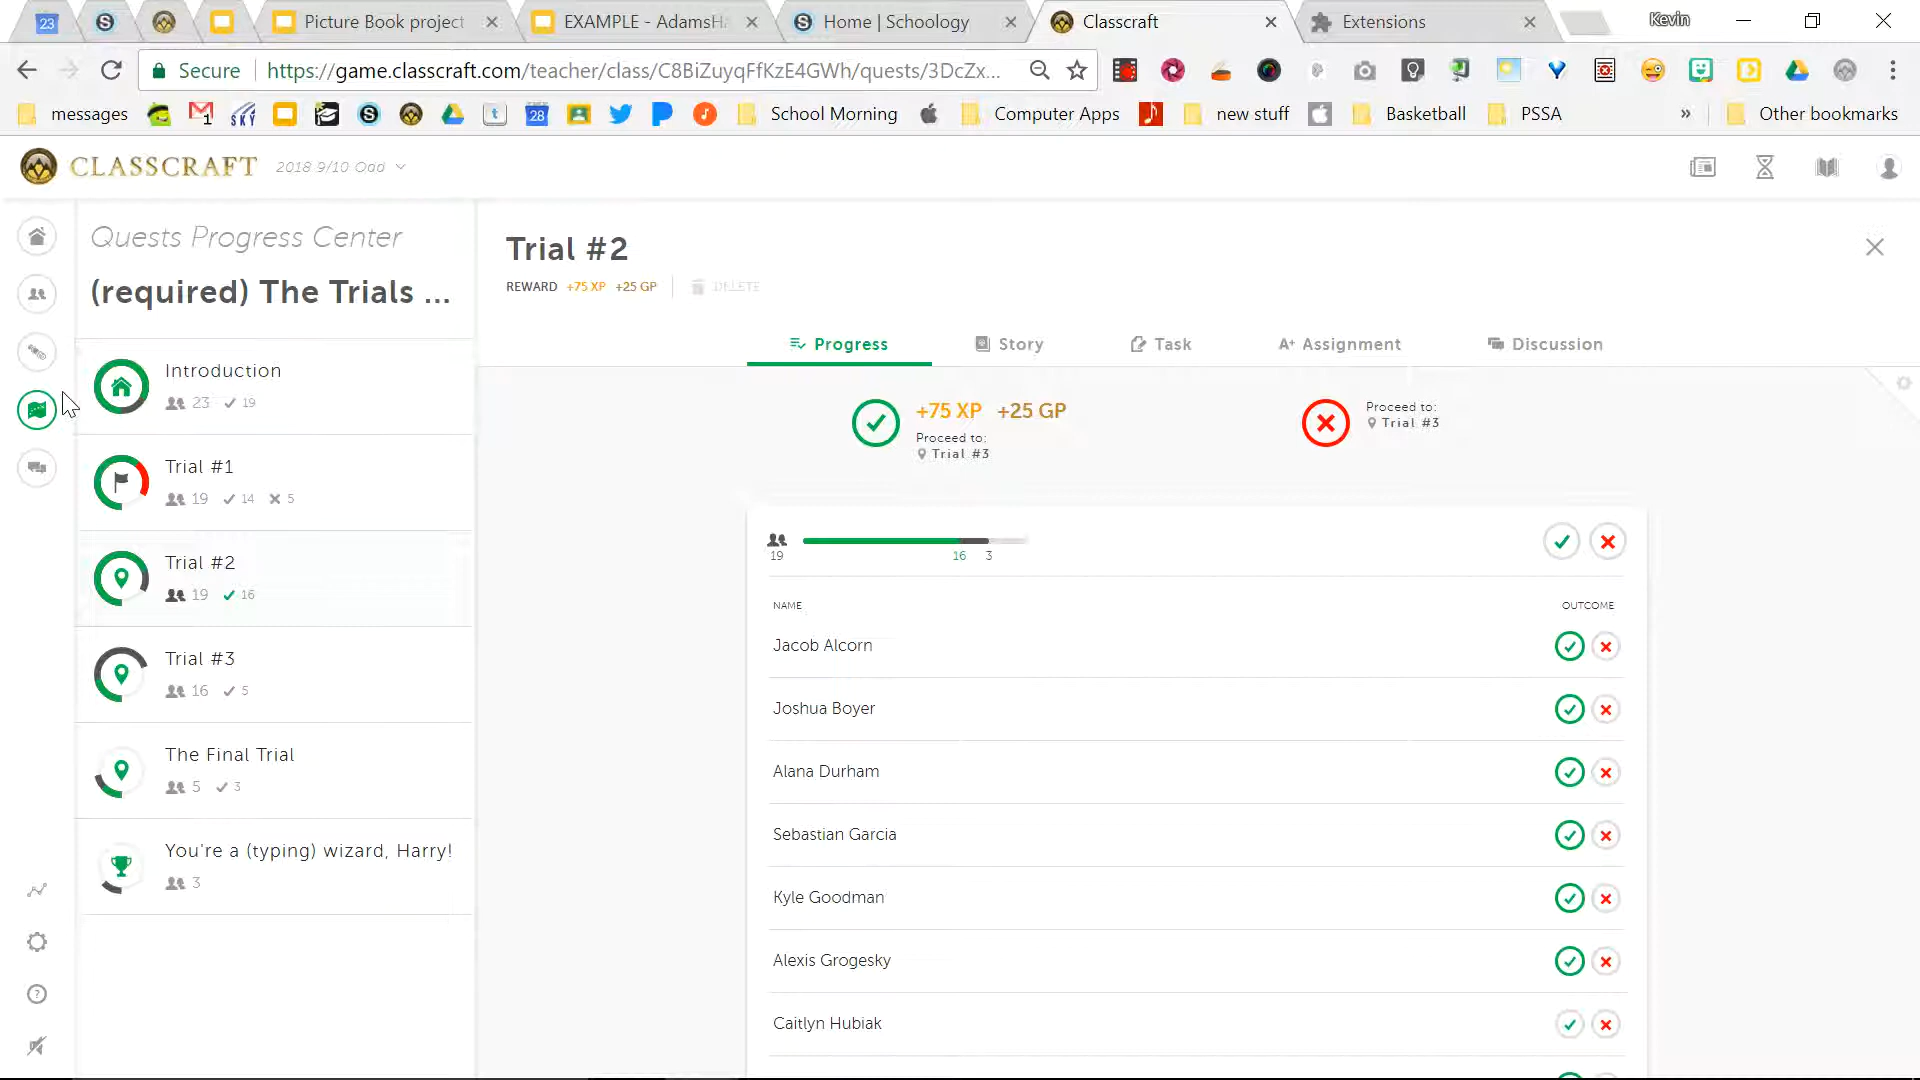 23
Picture Book project
EXAMPLE - AdamsHa
Home | Schoology
Classcraft
Extensions
Kevin
Secure
https://game.classcraft.com/teacher/class/C8BiZuyqFfKzE4GWh/quests/3DcZx...
messages
1
28
School Morning
Computer Apps
new stuff
Basketball
PSSA
»
Other bookmarks
CLASSCRAFT
2018 9/10 Odd
Quests Progress Center
(required) The Trials ...
Introduction
23 19
Trial #1
19 14 5
Trial #2
19 16
Trial #3
16 5
The Final Trial
5 3
You're a (typing) wizard, Harry!
3
Trial #2
REWARD +75 XP +25 GP DELETE
Progress
Story
Task
A+ Assignment
Discussion
+75 XP +25 GP
Proceed to:
Trial #3
Proceed to:
Trial #3
19 16 3
NAME OUTCOME
Jacob Alcorn
Joshua Boyer
Alana Durham
Sebastian Garcia
Kyle Goodman
Alexis Grogesky
Caitlyn Hubiak